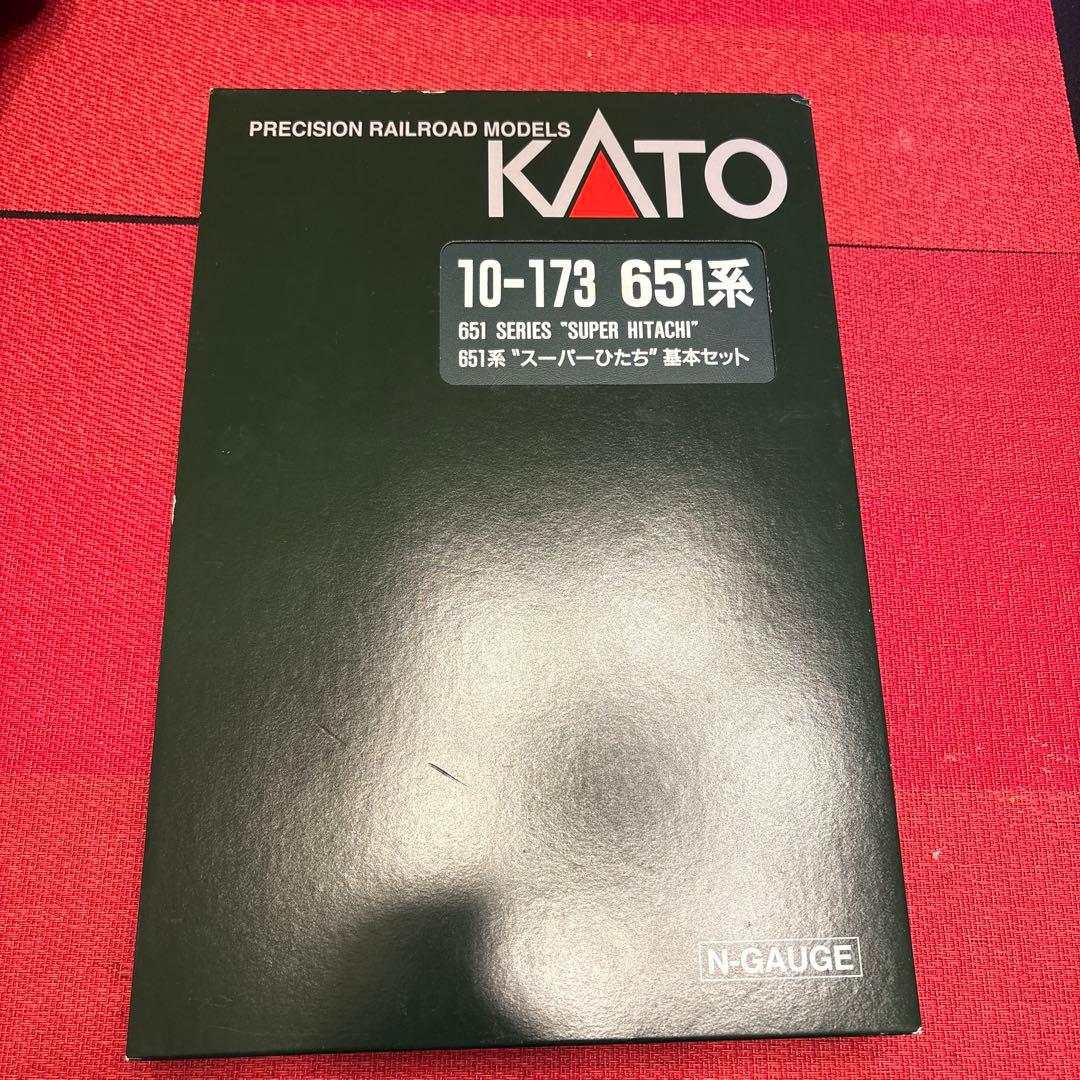 PRECISION RAILROAD MODELS
KATO
10-173 651系
651 SERIES "SUPER HITACHI"
651系 "スーパーひたち" 基本セット
N-GAUGE